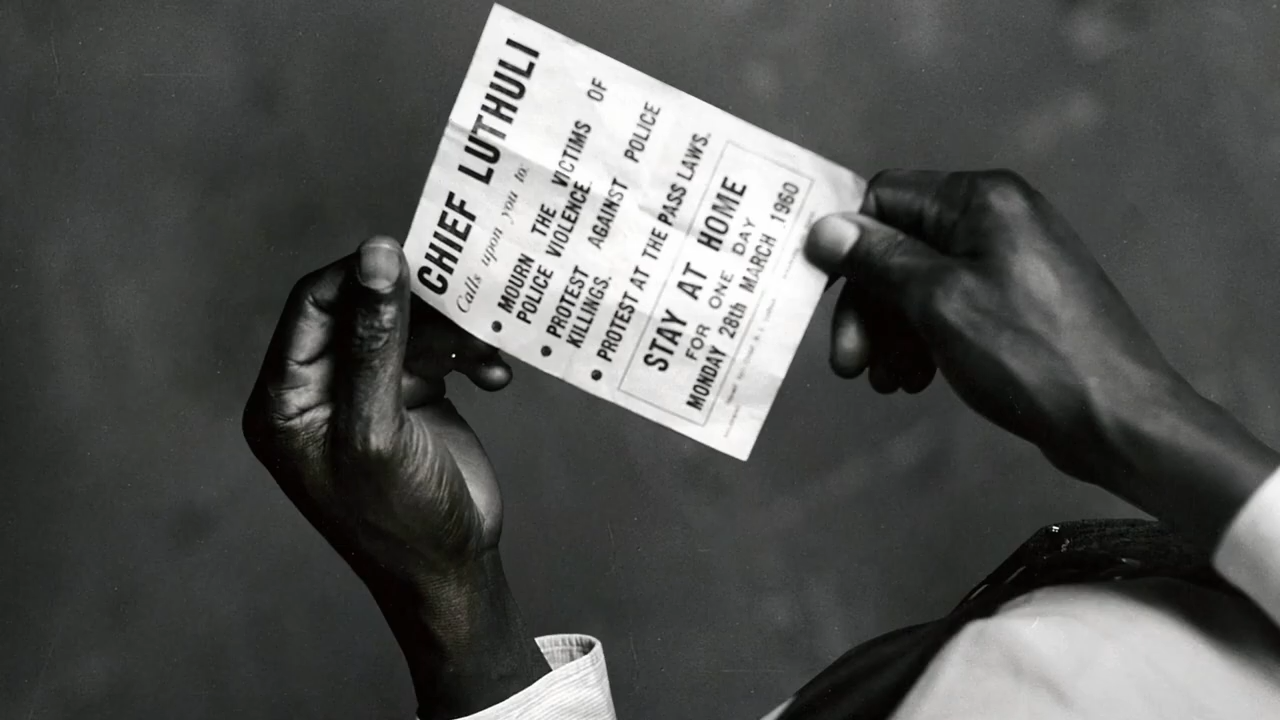 CHIEF LUTHULI
Calls upon you to:
● MOURN THE VICTIMS OF
POLICE VIOLENCE.
● PROTEST AGAINST POLICE
KILLINGS.
● PROTEST AT THE PASS LAWS.
STAY AT HOME
FOR ONE DAY
MONDAY 28th MARCH 1960